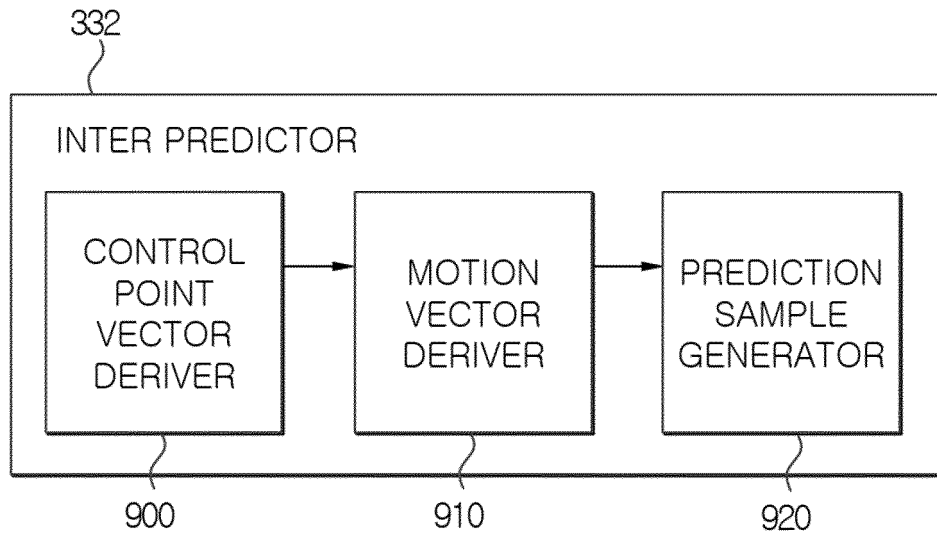 332
INTER PREDICTOR
CONTROL
POINT
VECTOR
DERIVER
MOTION
VECTOR
DERIVER
PREDICTION
SAMPLE
GENERATOR
900
910
920